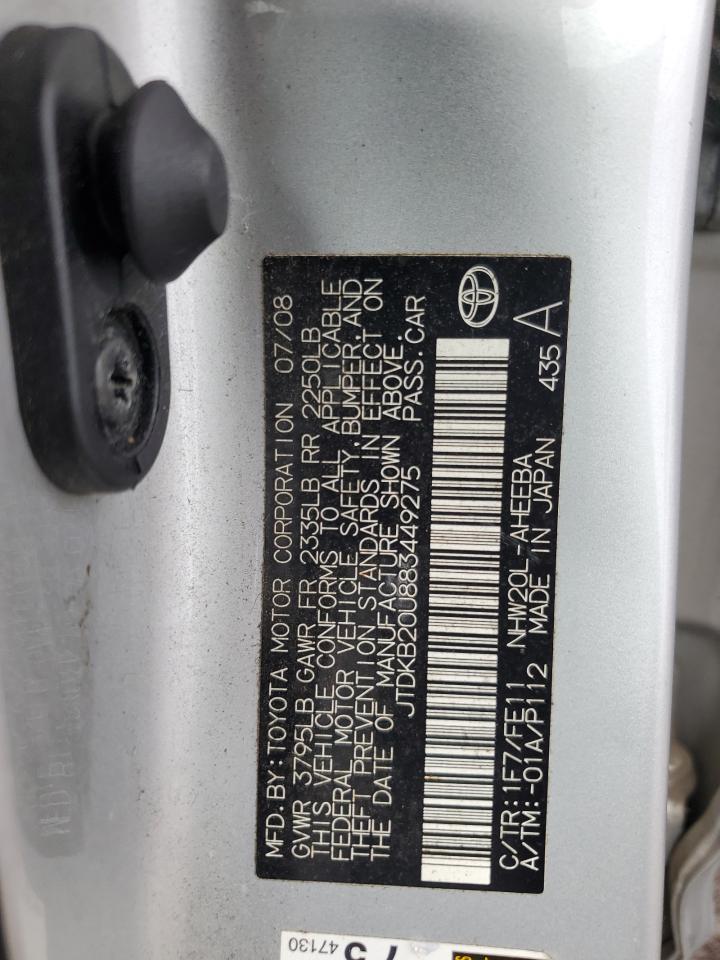 MFD.BY:TOYOTA MOTOR CORPORATION 07/08
GVWR 3795LB GAWR FR 2335LB RR 2250LB
THIS VEHICLE CONFORMS TO ALL APPLICABLE
FEDERAL MOTOR VEHICLE SAFETY,BUMPER,AND
THEFT PREVENTION STANDARDS IN EFFECT ON
THE DATE OF MANUFACTURE SHOWN ABOVE.
JTDKB20U883449275 PASS.CAR
C/TR:1F7/FE11 NHW20L-AHEEBA
A/TM:-01A/P112 MADE IN JAPAN 435 A
47130